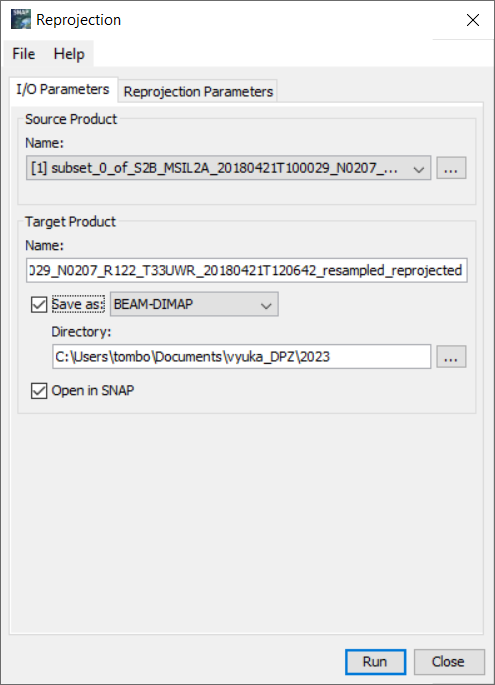 SNAP
Reprojection
File Help
I/O Parameters Reprojection Parameters
Source Product
Name:
[1] subset_0_of_S2B_MSIL2A_20180421T100029_N0207_... ...
Target Product
Name:
029_N0207_R122_T33UWR_20180421T120642_resampled_reprojected
Save as: BEAM-DIMAP
Directory:
C:\Users\tombo\Documents\vyuka_DPZ\2023 ...
Open in SNAP
Run Close